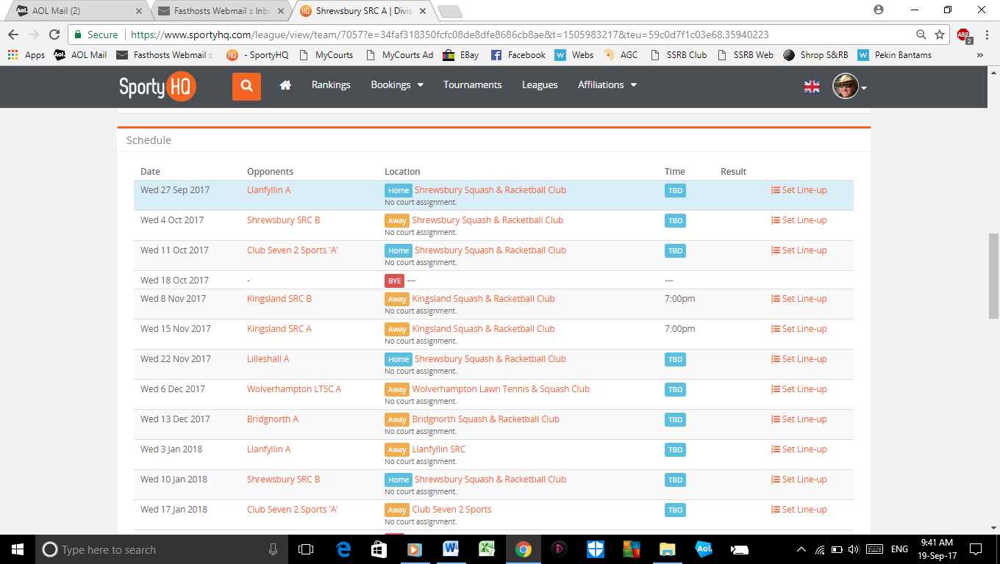 AOL Mail (2)
Fasthosts Webmail :: Inbo
Shrewsbury SRC A | Divis
Secure
https://www.sportyhq.com/league/view/team/7057?e=34faf318350fcfc08de8dfe8686cb8ae&t=1505983217&teu=59c0d7f1c03e68.35940223
ABP
2
Apps
AOL Mail
Fasthosts Webmail ::
- SportyHQ
MyCourts
MyCourts Ad
EBay
Facebook
Webs
AGC
SSRB Club
SSRB Web
Shrop S&RB
Pekin Bantams
Sporty HQ
Rankings
Bookings
Tournaments
Leagues
Affiliations
Schedule
Date Opponents Location Time Result
Wed 27 Sep 2017 Llanfyllin A Home Shrewsbury Squash & Racketball Club TBD Set Line-up
No court assignment.
Wed 4 Oct 2017 Shrewsbury SRC B Away Shrewsbury Squash & Racketball Club TBD Set Line-up
No court assignment.
Wed 11 Oct 2017 Club Seven 2 Sports 'A' Home Shrewsbury Squash & Racketball Club TBD Set Line-up
No court assignment.
Wed 18 Oct 2017 - BYE --- ---
Wed 8 Nov 2017 Kingsland SRC B Away Kingsland Squash & Racketball Club 7:00pm Set Line-up
No court assignment.
Wed 15 Nov 2017 Kingsland SRC A Away Kingsland Squash & Racketball Club 7:00pm Set Line-up
No court assignment.
Wed 22 Nov 2017 Lilleshall A Home Shrewsbury Squash & Racketball Club TBD Set Line-up
No court assignment.
Wed 6 Dec 2017 Wolverhampton LTSC A Away Wolverhampton Lawn Tennis & Squash Club TBD Set Line-up
No court assignment.
Wed 13 Dec 2017 Bridgnorth A Away Bridgnorth Squash & Racketball Club TBD Set Line-up
No court assignment.
Wed 3 Jan 2018 Llanfyllin A Away Llanfyllin SRC TBD Set Line-up
No court assignment.
Wed 10 Jan 2018 Shrewsbury SRC B Home Shrewsbury Squash & Racketball Club TBD Set Line-up
No court assignment.
Wed 17 Jan 2018 Club Seven 2 Sports 'A' Away Club Seven 2 Sports TBD Set Line-up
No court assignment.
Type here to search
Aol.
ENG
9:41 AM
19-Sep-17